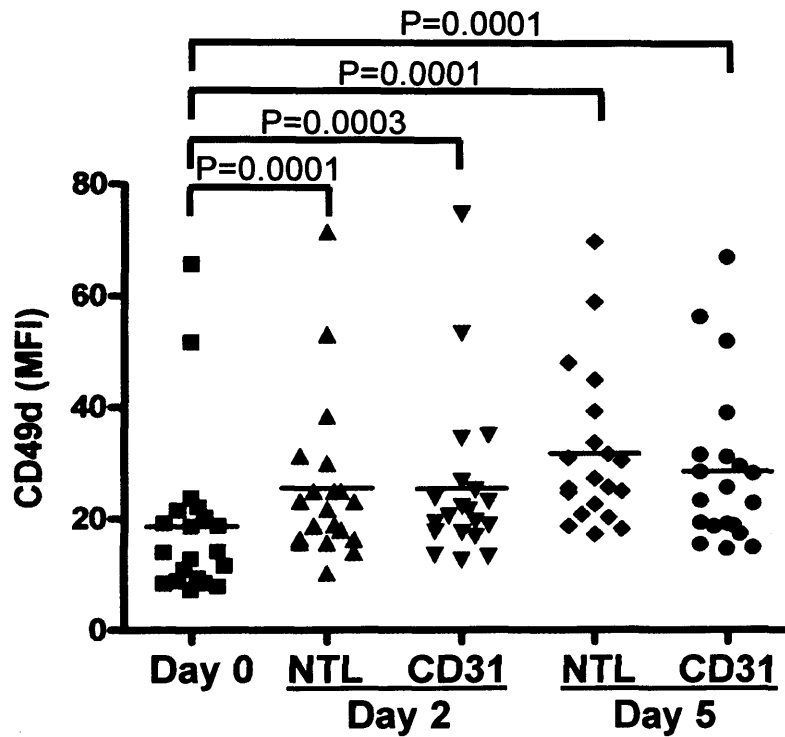 P=0.0001
P=0.0001
P=0.0003
P=0.0001
80
60
40
20
0
CD49d (MFI)
Day 0 NTL CD31 NTL CD31
Day 2 Day 5